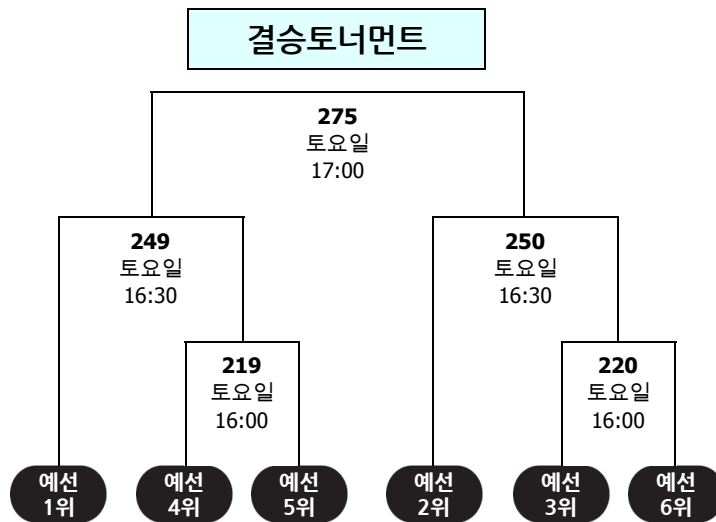 결승토너먼트
275
토요일
17:00
249
토요일
16:30
250
토요일
16:30
219
토요일
16:00
220
토요일
16:00
예선
1위
예선
4위
예선
5위
예선
2위
예선
3위
예선
6위